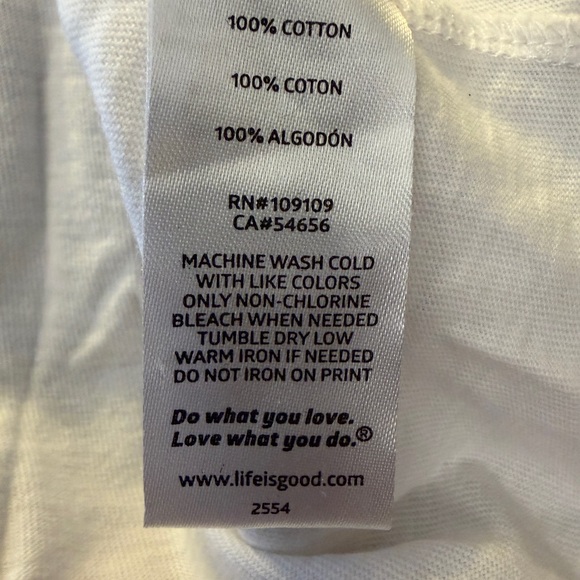 100% COTTON
100% COTON
100% ALGODÓN
RN#109109
CA#54656
MACHINE WASH COLD
WITH LIKE COLORS
ONLY NON-CHLORINE
BLEACH WHEN NEEDED
TUMBLE DRY LOW
WARM IRON IF NEEDED
DO NOT IRON ON PRINT
Do what you love.
Love what you do.®
www.lifeisgood.com
2554